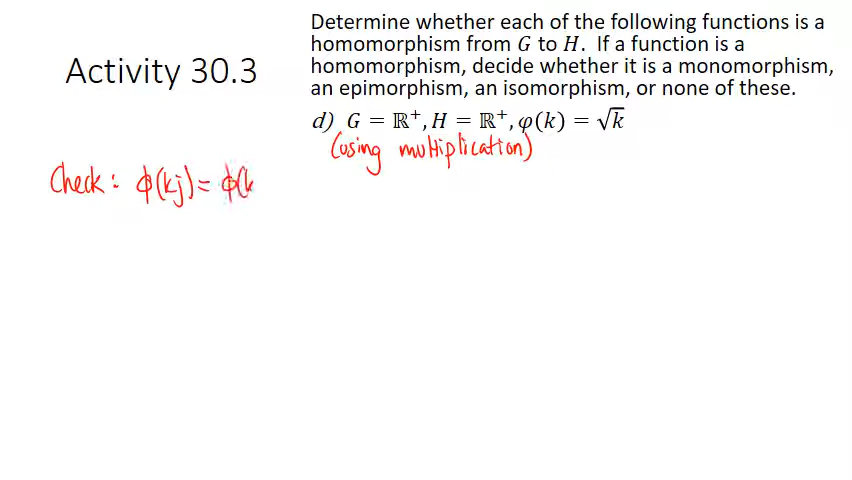 Activity 30.3
Determine whether each of the following functions is a
homomorphism from G to H. If a function is a
homomorphism, decide whether it is a monomorphism,
an epimorphism, an isomorphism, or none of these.
d) G = ℝ⁺, H = ℝ⁺, φ(k) = √k
(using multiplication)
Check: ϕ(kj) = ϕ(k